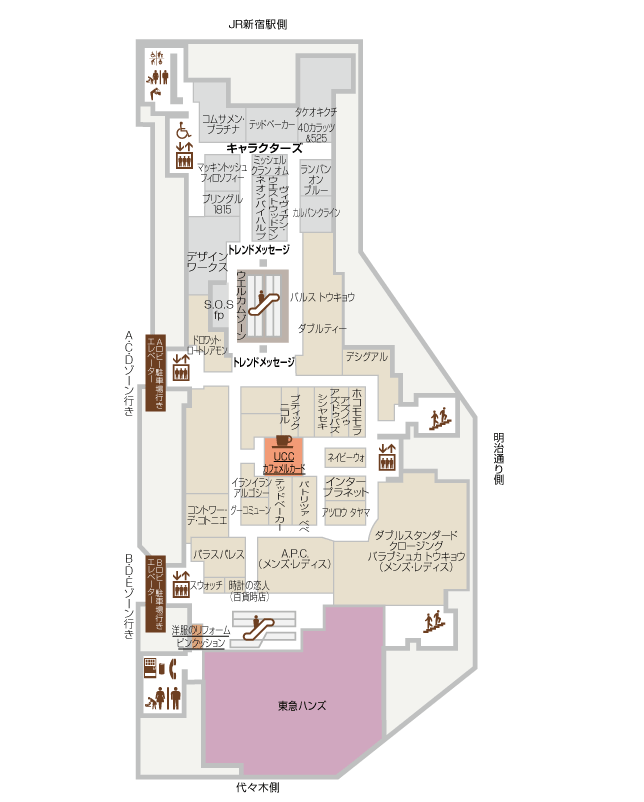 JR新宿駅側
タケオキクチ
コムサメン・
プラチナ
テッドベーカー
40カラッツ
&525
キャラクターズ
マッキントッシュ
フィロソフィー
ミッシェル
クラン オム
ランバン
オン
ブルー
プリングル
1815
ヴィヴィアン・
ウエストウッドマン
ネオンバイハルプ
カルバンクライン
トレンドメッセージ
デザイン
ワークス
ウエルカムゾーン
バルス トウキョウ
S.O.S
fp
ダブルティー
ドロワット・
ロートレアモン
トレンドメッセージ
デシグアル
A・C・Dゾーン行き
Aロビー駐車場行き
エレベーター
ブティック
ニコル
ホコモモラ
アズノゥ
アズドゥバズ
シンヤセキ
明治通り側
UCC
カフェメルカード
ネイビーウォ
イランイラン
アルゴシー
グーコミューン
テッドベーカー
パトリツァ ペペ
インター
プラネット
アツロウ タヤマ
コントワー・
デ・コトニエ
ダブルスタンダード
クロージング
バラブシュカ トウキョウ
(メンズ・レディス)
パラスパレス
A.P.C.
(メンズ・レディス)
B・D・Eゾーン行き
Bロビー駐車場行き
エレベーター
スウォッチ
時計の恋人
(百貨時店)
洋服のリフォーム
ピンクッション
東急ハンズ
代々木側